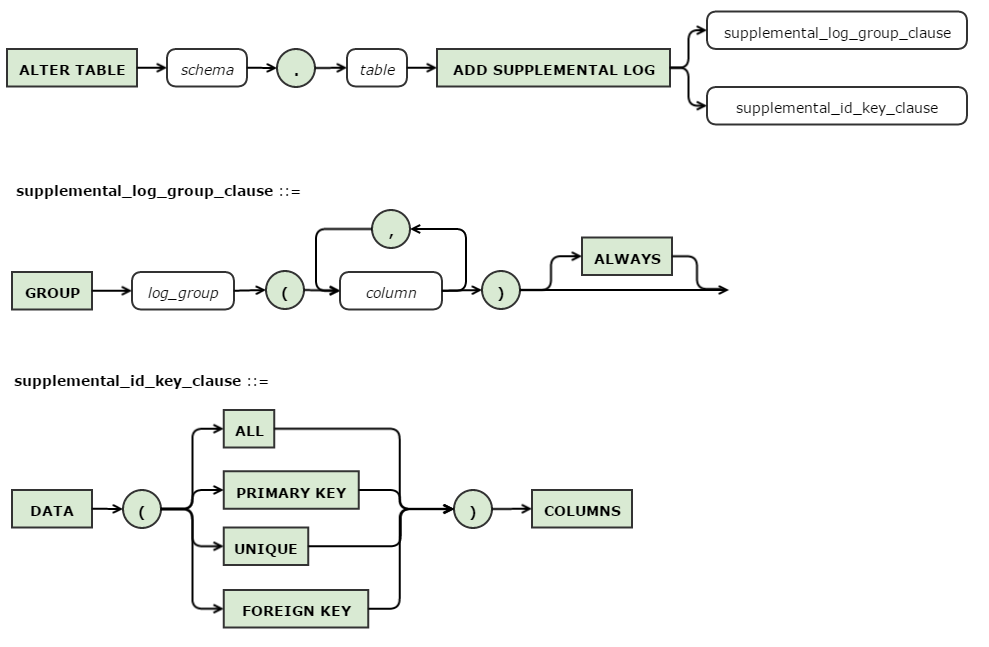 supplemental_log_group_clause
ALTER TABLE schema . table ADD SUPPLEMENTAL LOG
supplemental_id_key_clause
supplemental_log_group_clause ::=
,
ALWAYS
GROUP log_group ( column )
supplemental_id_key_clause ::=
ALL
PRIMARY KEY
DATA ( ) COLUMNS
UNIQUE
FOREIGN KEY